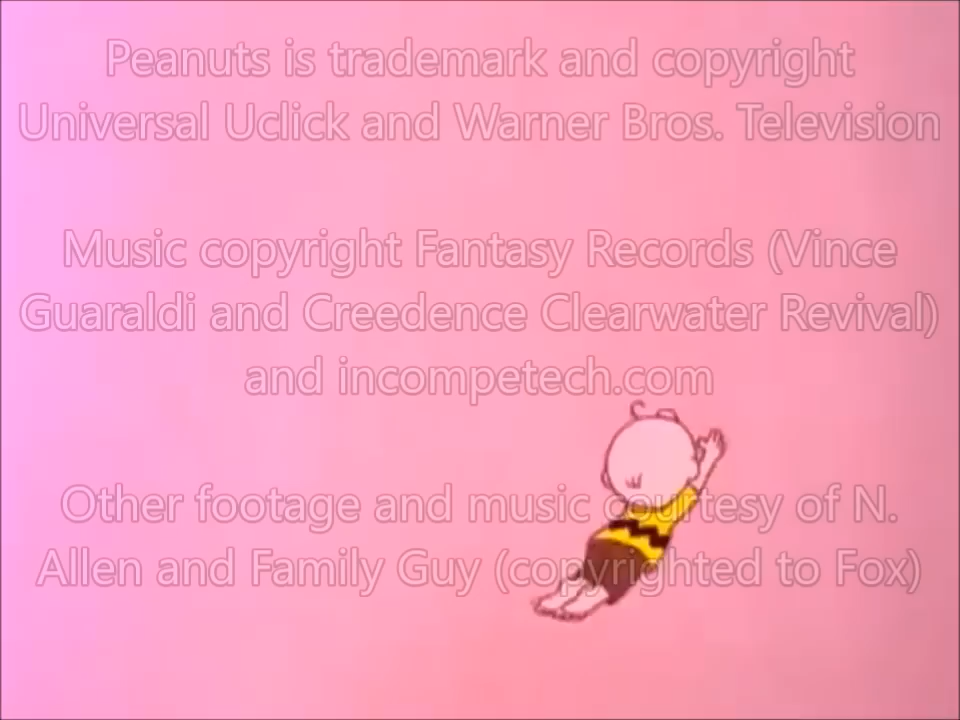 Peanuts is trademark and copyright
Universal Uclick and Warner Bros. Television
Music copyright Fantasy Records (Vince
Guaraldi and Creedence Clearwater Revival)
and incompetech.com
Other footage and music courtesy of N.
Allen and Family Guy (copyrighted to Fox)